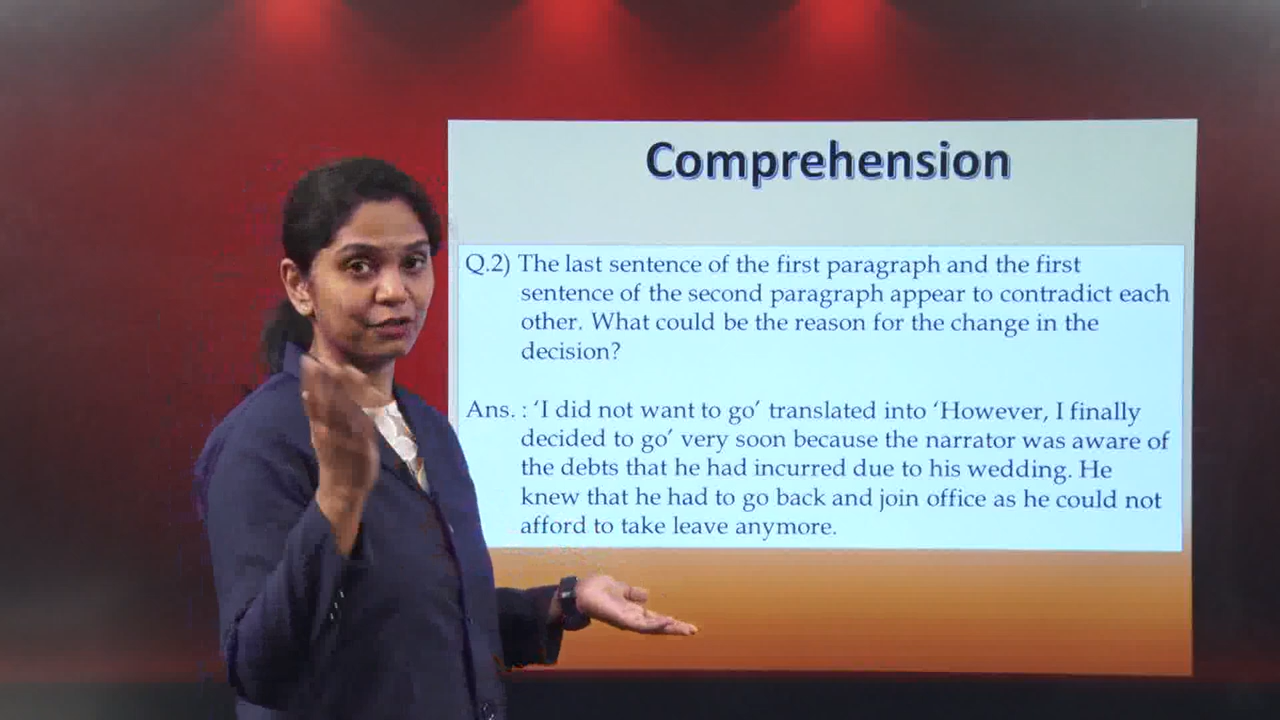 Comprehension
Q.2) The last sentence of the first paragraph and the first
sentence of the second paragraph appear to contradict each
other. What could be the reason for the change in the
decision?
Ans. : ‘I did not want to go’ translated into ‘However, I finally
decided to go’ very soon because the narrator was aware of
the debts that he had incurred due to his wedding. He
knew that he had to go back and join office as he could not
afford to take leave anymore.